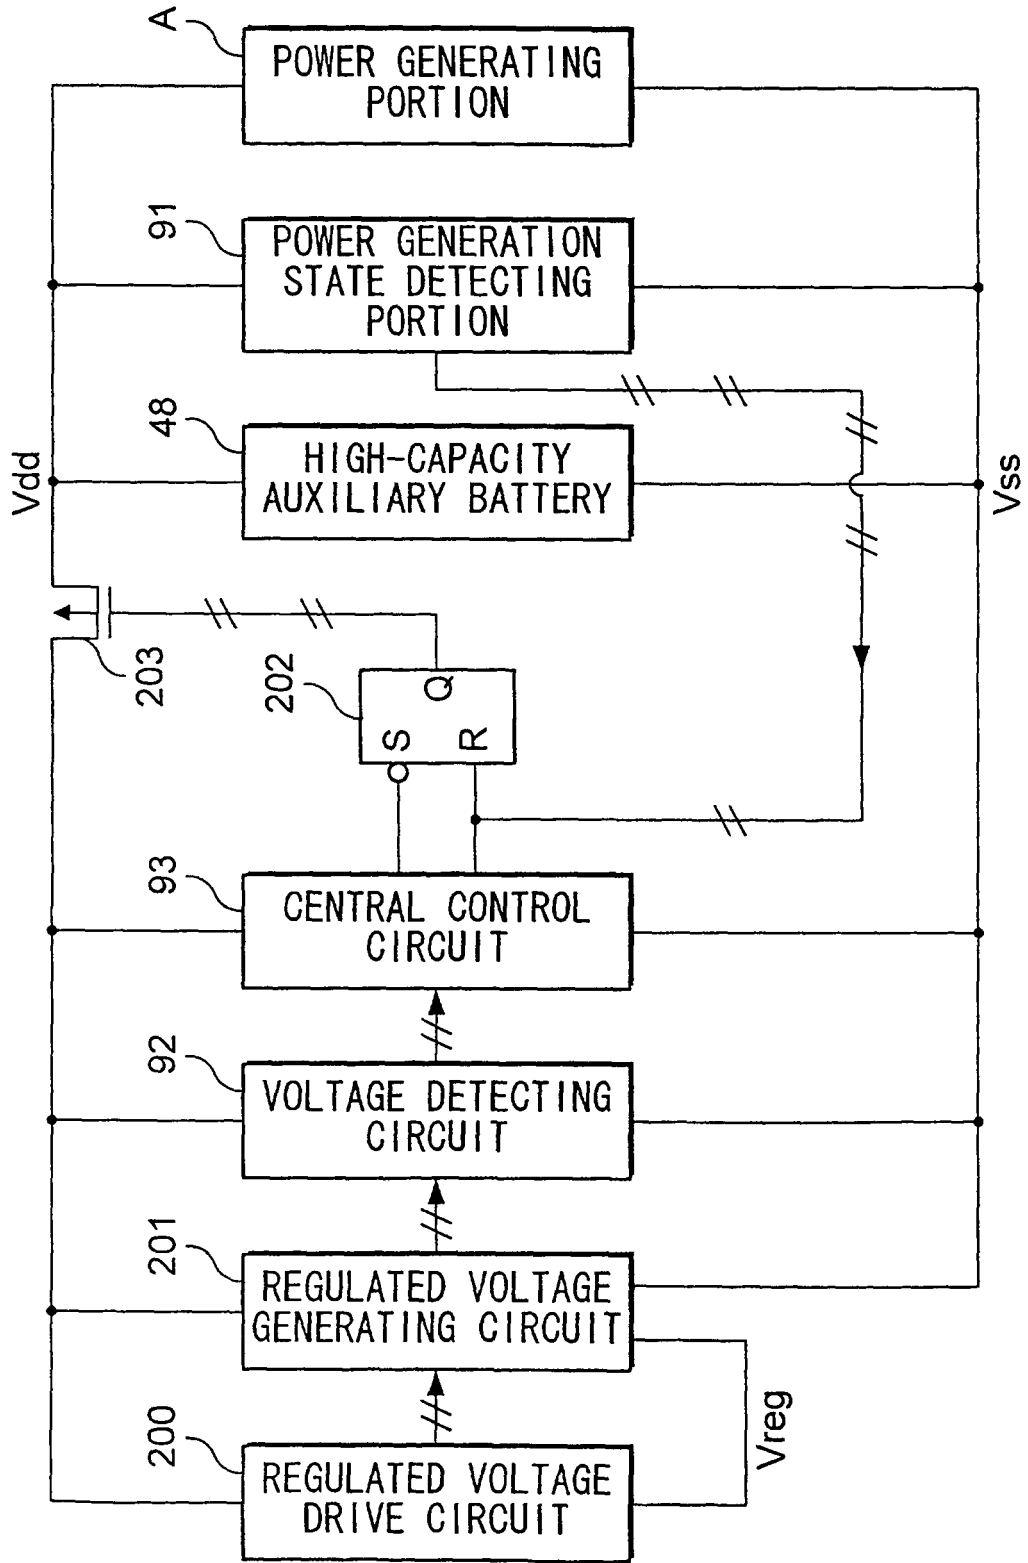 A
POWER GENERATING
PORTION
91
POWER GENERATION
STATE DETECTING
PORTION
Vdd
48
HIGH-CAPACITY
AUXILIARY BATTERY
Vss
203
202
S
Q
R
93
CENTRAL CONTROL
CIRCUIT
92
VOLTAGE DETECTING
CIRCUIT
201
REGULATED VOLTAGE
GENERATING CIRCUIT
200
REGULATED VOLTAGE
DRIVE CIRCUIT
Vreg